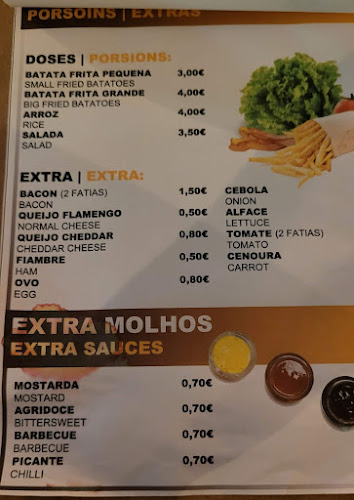 PORSOINS | EXTRAS
DOSES | PORSIONS:
BATATA FRITA PEQUENA 3,00€
SMALL FRIED BATATOES
BATATA FRITA GRANDE 4,00€
BIG FRIED BATATOES
ARROZ 4,00€
RICE
SALADA 3,50€
SALAD
EXTRA | EXTRA:
BACON (2 FATIAS) 1,50€
BACON
QUEIJO FLAMENGO 0,50€
NORMAL CHEESE
QUEIJO CHEDDAR 0,80€
CHEDDAR CHEESE
FIAMBRE 0,50€
HAM
OVO 0,80€
EGG
CEBOLA
ONION
ALFACE
LETTUCE
TOMATE (2 FATIAS)
TOMATO
CENOURA
CARROT
EXTRA MOLHOS
EXTRA SAUCES
MOSTARDA 0,70€
MOSTARD
AGRIDOCE 0,70€
BITTERSWEET
BARBECUE 0,70€
BARBECUE
PICANTE 0,70€
CHILLI